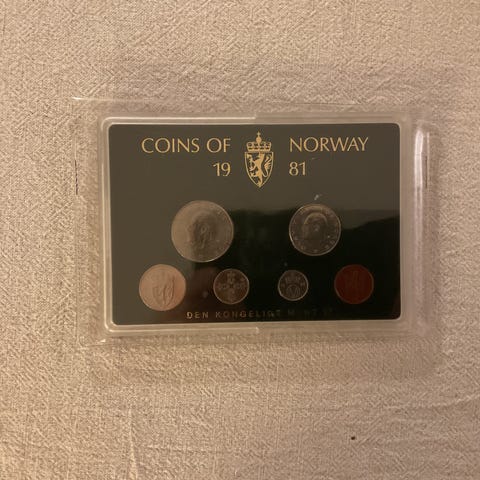 COINS OF NORWAY
19 81
DEN KONGELIGE